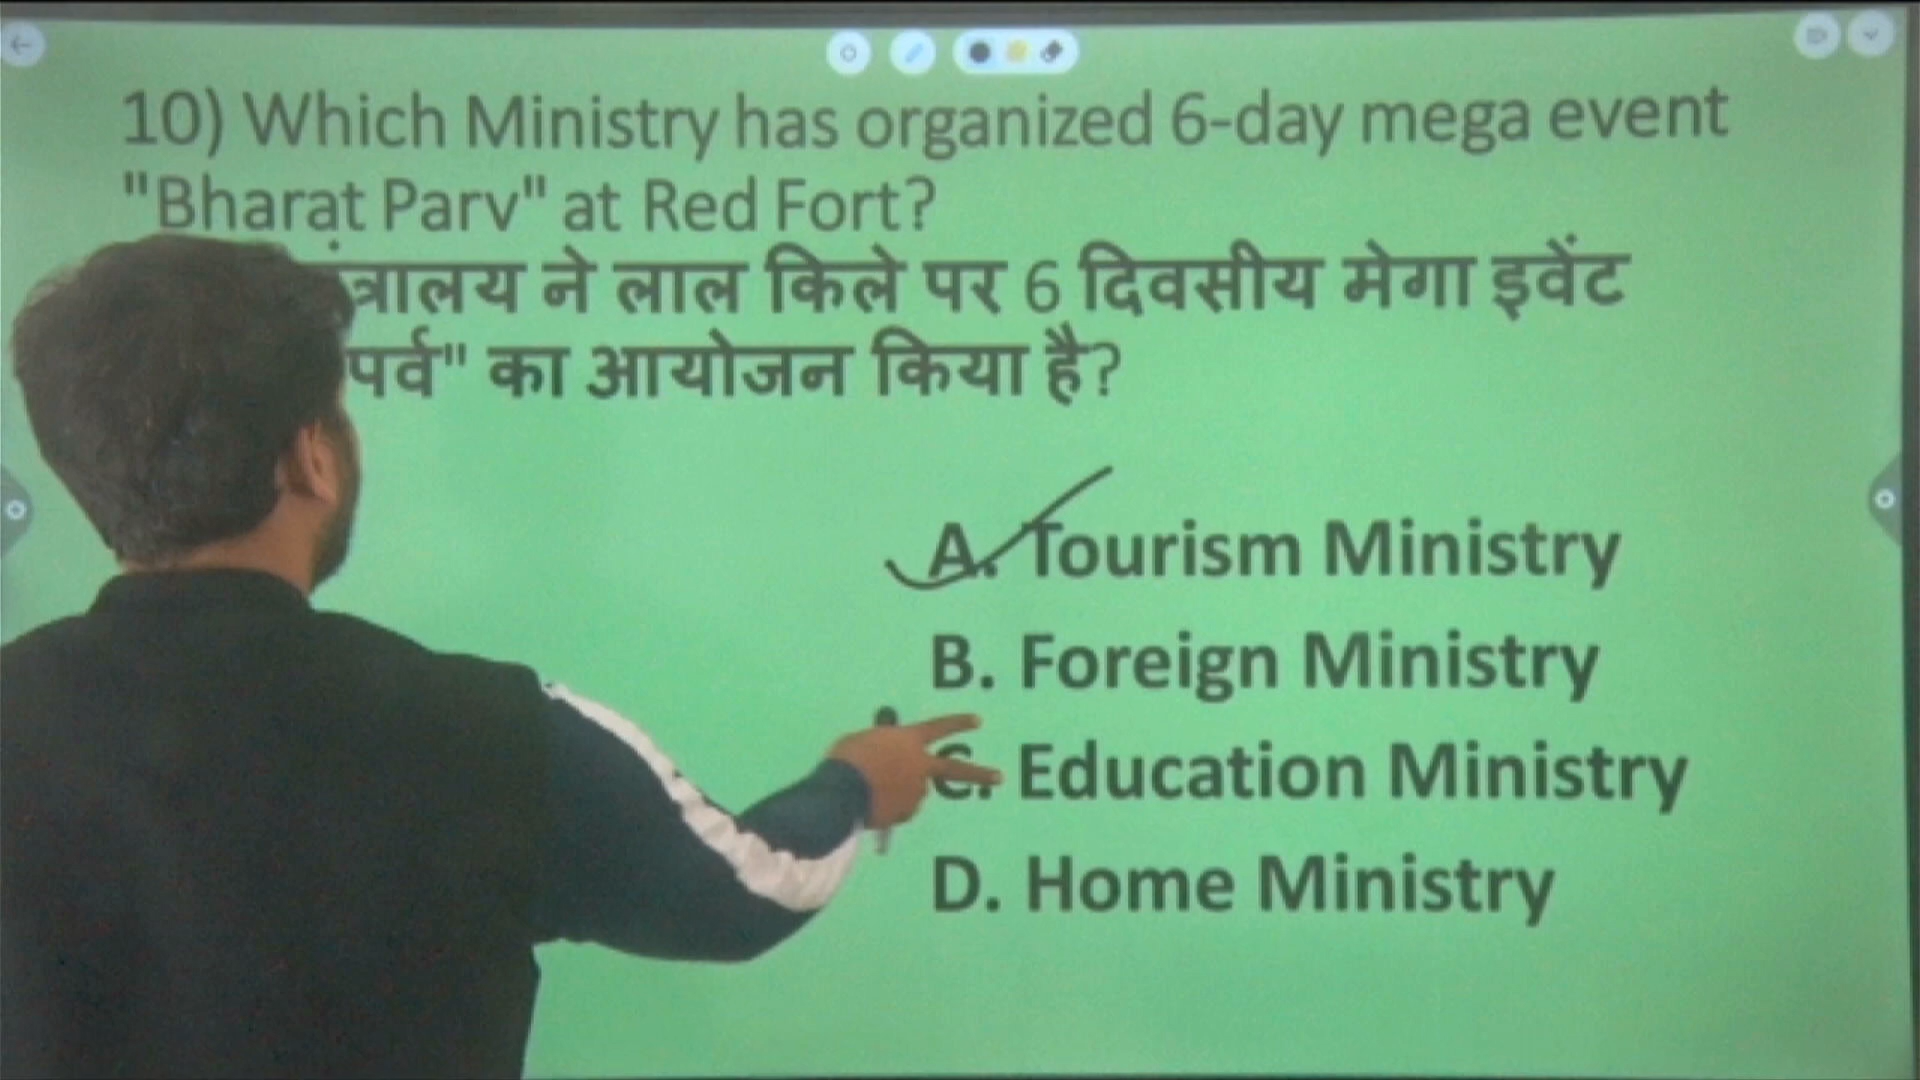 10) Which Ministry has organized 6-day mega event
"Bharat Parv" at Red Fort?
ने लाल किले पर 6 दिवसीय मेगा इवेंट
पर्व" का आयोजन किया है?
A. Tourism Ministry
B. Foreign Ministry
C. Education Ministry
D. Home Ministry